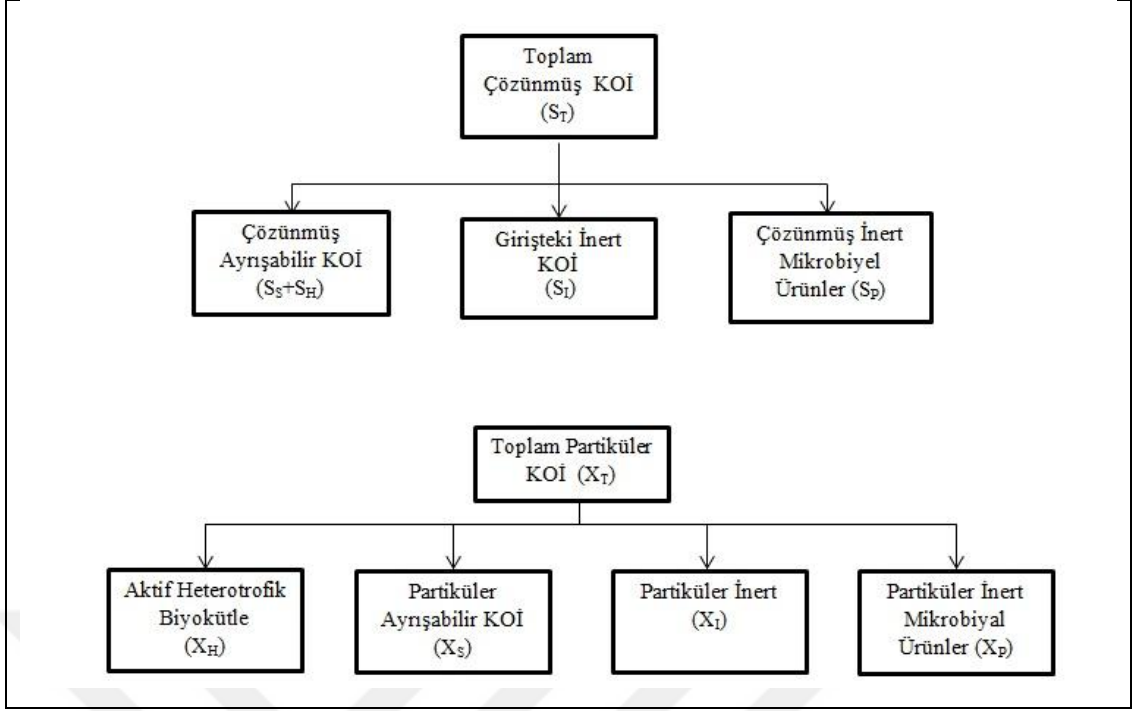 Toplam
Çözünmüş KOİ
(S_T)
Çözünmüş
Ayrışabilir KOİ
(S_S+S_H)
Girişteki İnert
KOİ
(S_I)
Çözünmüş İnert
Mikrobiyel
Ürünler (S_P)
Toplam Partiküler
KOİ (X_T)
Aktif Heterotrofik
Biyokütle
(X_H)
Partiküler
Ayrışabilir KOİ
(X_S)
Partiküler İnert
(X_I)
Partiküler İnert
Mikrobiyal
Ürünler (X_P)